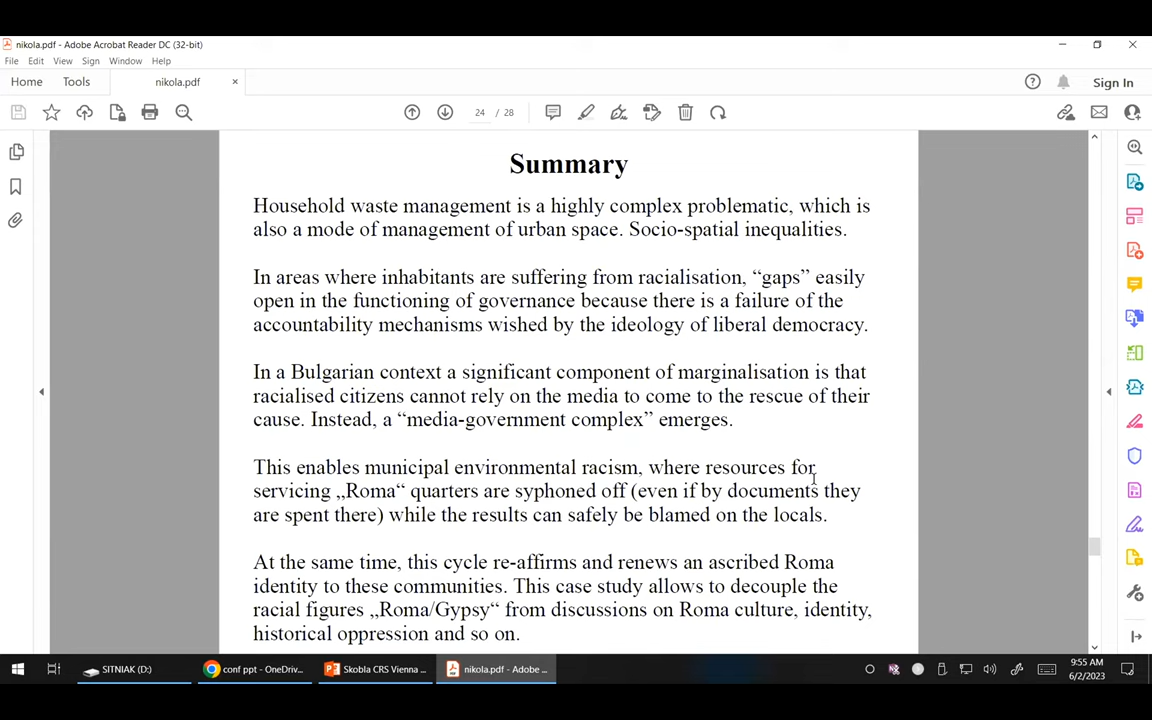 nikola.pdf - Adobe Acrobat Reader DC (32-bit)
File Edit View Sign Window Help
Home Tools nikola.pdf × Sign In
24 / 28
Summary
Household waste management is a highly complex problematic, which is
also a mode of management of urban space. Socio-spatial inequalities.
In areas where inhabitants are suffering from racialisation, “gaps” easily
open in the functioning of governance because there is a failure of the
accountability mechanisms wished by the ideology of liberal democracy.
In a Bulgarian context a significant component of marginalisation is that
racialised citizens cannot rely on the media to come to the rescue of their
cause. Instead, a “media-government complex” emerges.
This enables municipal environmental racism, where resources for
servicing „Roma“ quarters are syphoned off (even if by documents they
are spent there) while the results can safely be blamed on the locals.
At the same time, this cycle re-affirms and renews an ascribed Roma
identity to these communities. This case study allows to decouple the
racial figures „Roma/Gypsy“ from discussions on Roma culture, identity,
historical oppression and so on.
SITNIAK (D:) conf ppt - OneDriv... Skobla CRS Vienna ... nikola.pdf - Adobe ... 9:55 AM
6/2/2023